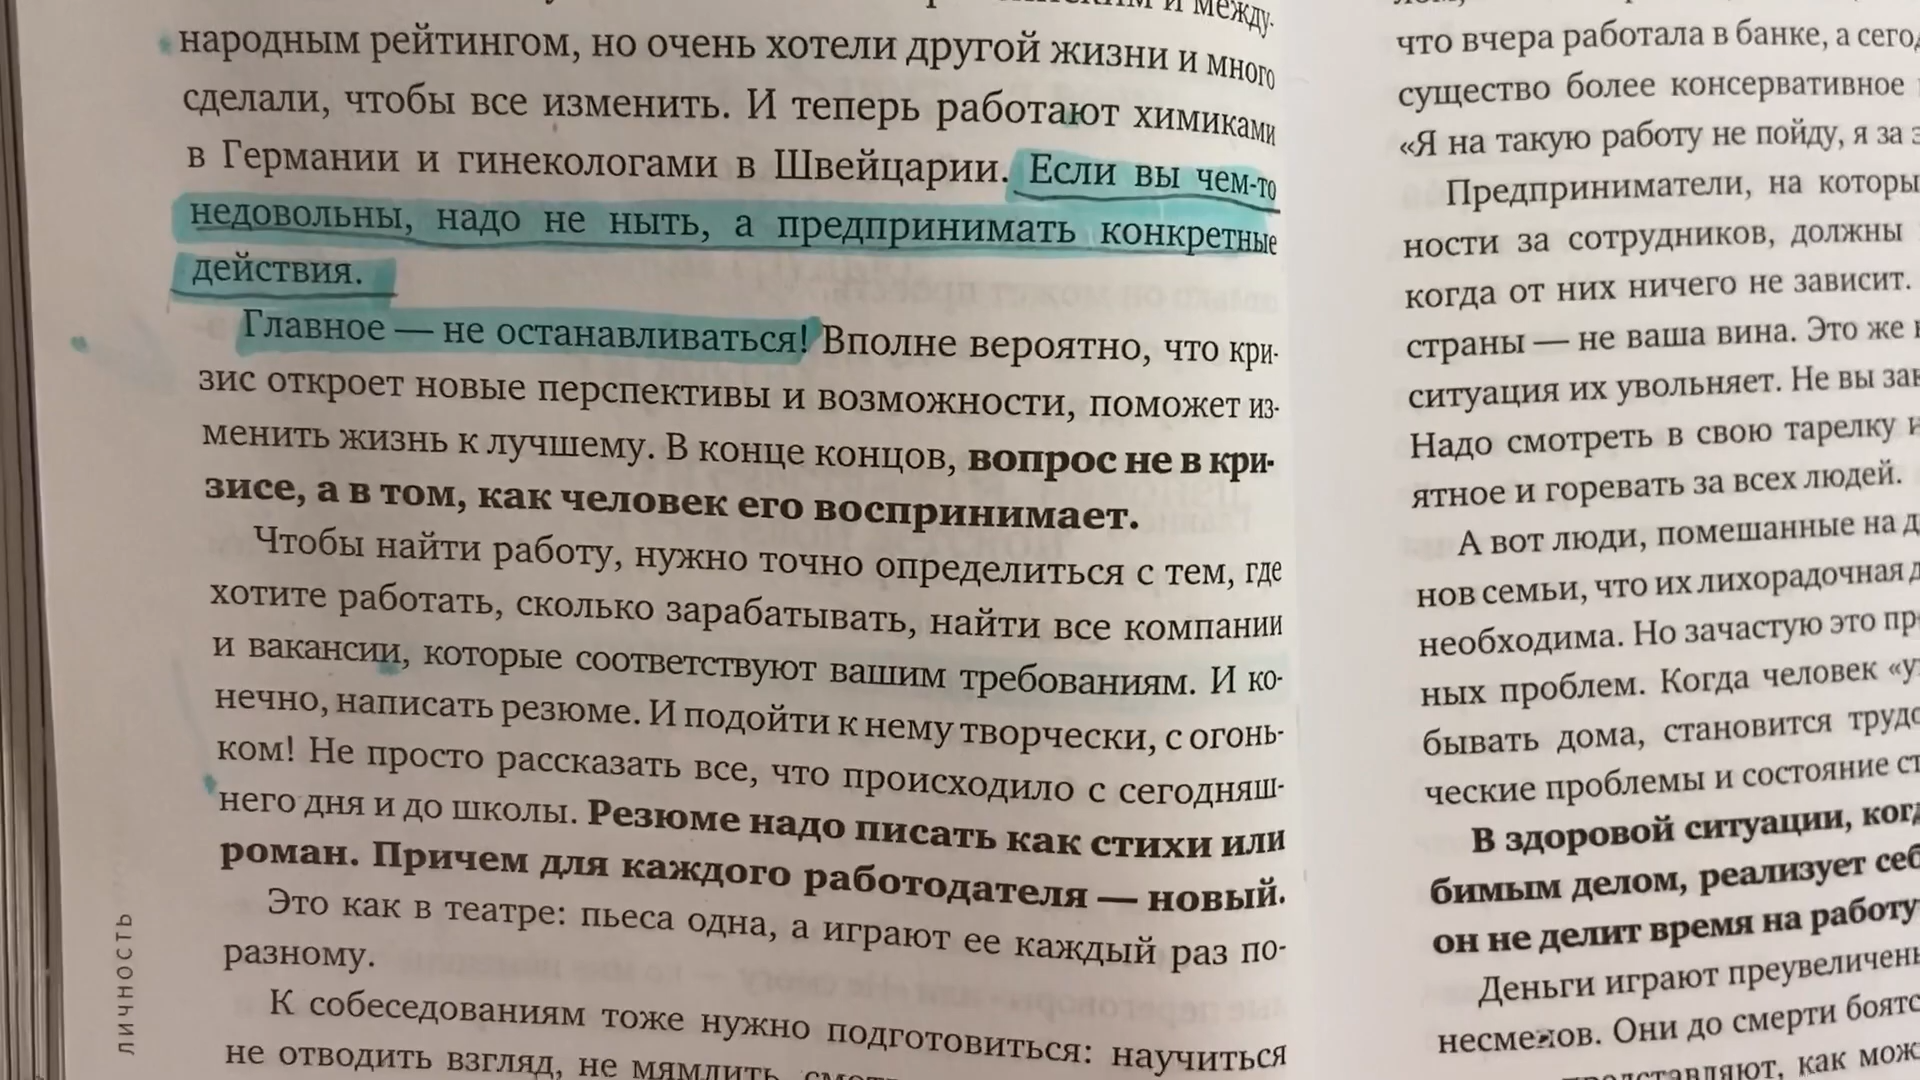 и между-
народным рейтингом, но очень хотели другой жизни и много
сделали, чтобы все изменить. И теперь работают химиками
в Германии и гинекологами в Швейцарии. Если вы чем-то
недовольны, надо не ныть, а предпринимать конкретные
действия.
Главное — не останавливаться! Вполне вероятно, что кри-
зис откроет новые перспективы и возможности, поможет из-
менить жизнь к лучшему. В конце концов, вопрос не в кри-
зисе, а в том, как человек его воспринимает.
Чтобы найти работу, нужно точно определиться с тем, где
хотите работать, сколько зарабатывать, найти все компании
и вакансии, которые соответствуют вашим требованиям. И ко-
нечно, написать резюме. И подойти к нему творчески, с огонь-
ком! Не просто рассказать все, что происходило с сегодняш-
него дня и до школы. Резюме надо писать как стихи или
роман. Причем для каждого работодателя — новый.
Это как в театре: пьеса одна, а играют ее каждый раз по-
разному.
К собеседованиям тоже нужно подготовиться: научиться
не отводить взгляд, не мямлить,
ЛИЧНОСТЬ
что вчера работала в банке, а
существо более консервативное
«Я на такую работу не пойду, я за
Предприниматели, на
ности за сотрудников, должны
когда от них ничего не зависит.
страны — не ваша вина. Это же
ситуация их увольняет. Не вы
Надо смотреть в свою тарелку
ятное и горевать за всех людей.
А вот люди, помешанные на
нов семьи, что их лихорадочная
необходима. Но зачастую это
ных проблем. Когда человек
бывать дома, становится
ческие проблемы и состояние
В здоровой ситуации,
бимым делом, реализует
он не делит время на работу
Деньги играют
несменов. Они до смерти
как